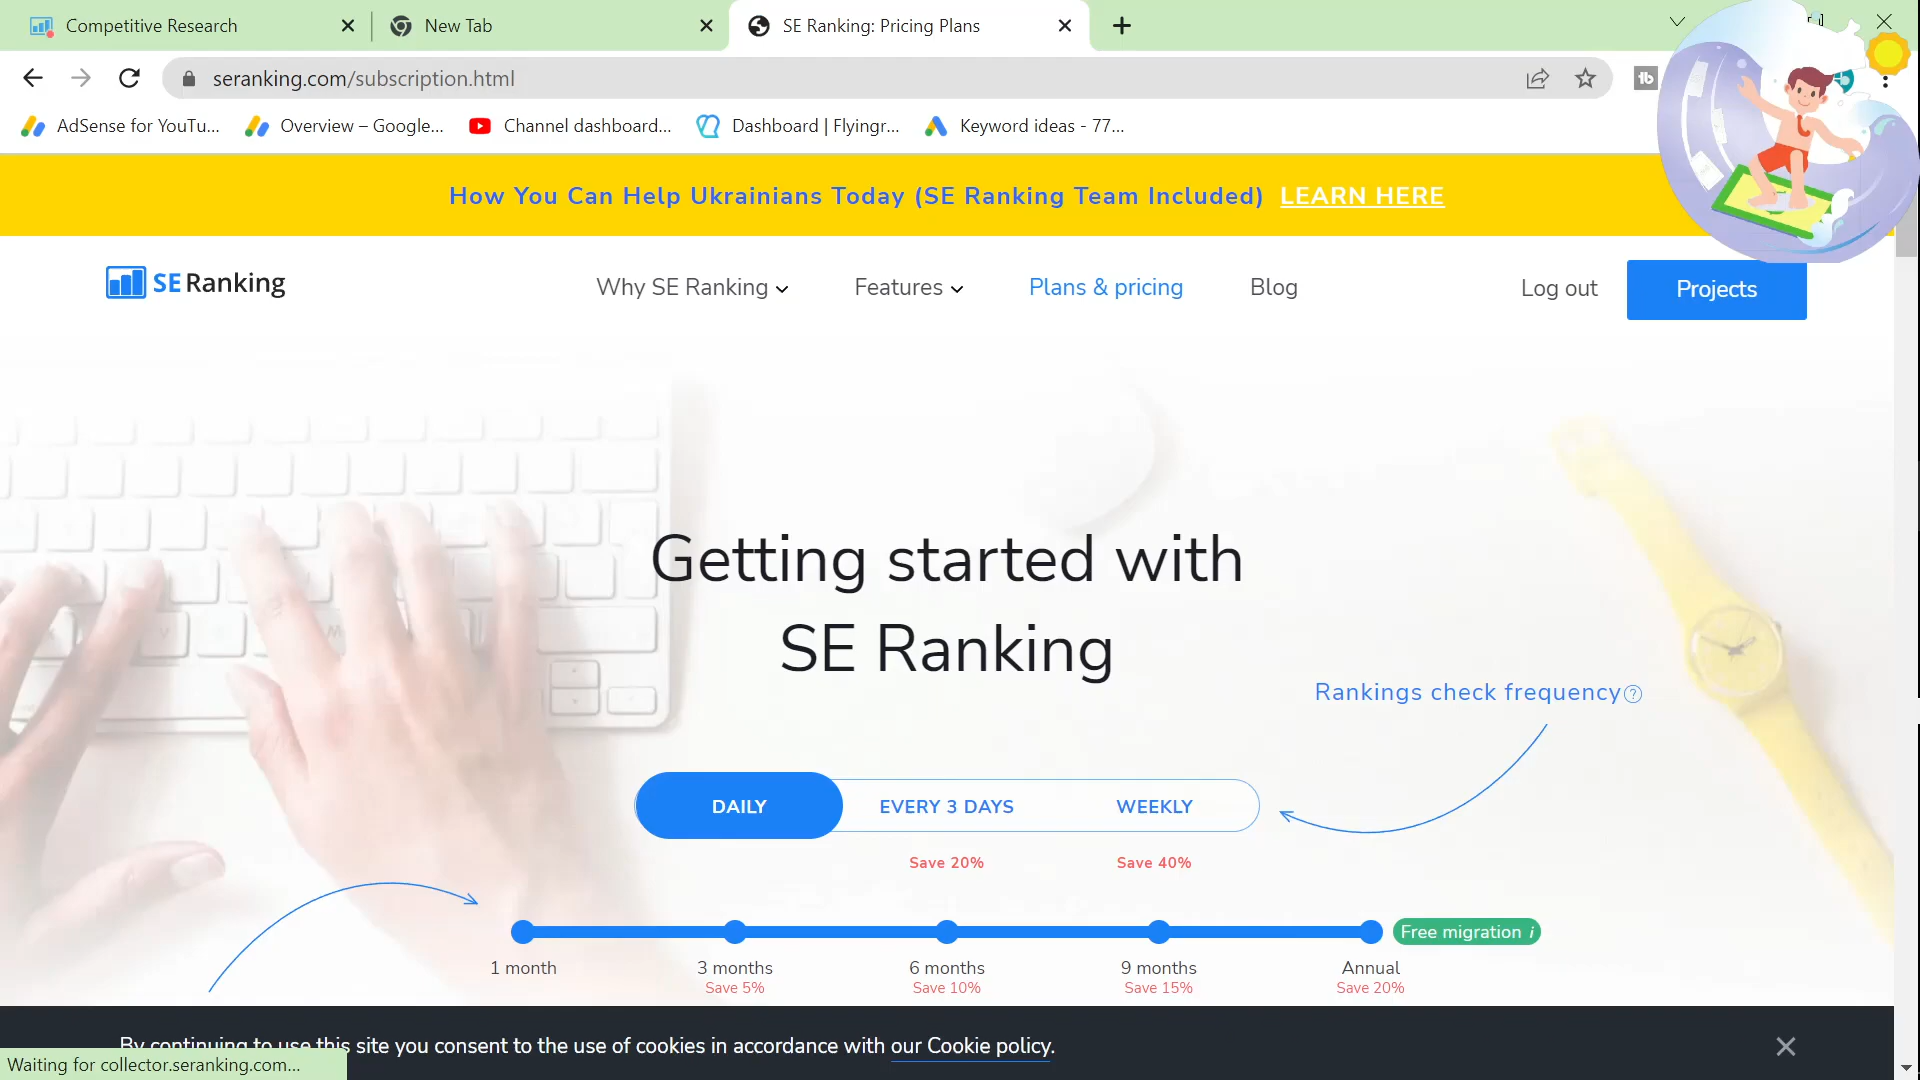 Competitive Research
New Tab
SE Ranking: Pricing Plans
seranking.com/subscription.html
AdSense for YouTu...
Overview – Google...
Channel dashboard...
Dashboard | Flyingr...
Keyword ideas - 77...
How You Can Help Ukrainians Today (SE Ranking Team Included) LEARN HERE
SE Ranking
Why SE Ranking
Features
Plans & pricing
Blog
Log out
Projects
Getting started with
SE Ranking
Rankings check frequency
DAILY
EVERY 3 DAYS
WEEKLY
Save 20%
Save 40%
Free migration i
1 month
3 months
6 months
9 months
Annual
Save 5%
Save 10%
Save 15%
Save 20%
By continuing to use this site you consent to the use of cookies in accordance with our Cookie policy.
Waiting for collector.seranking.com...